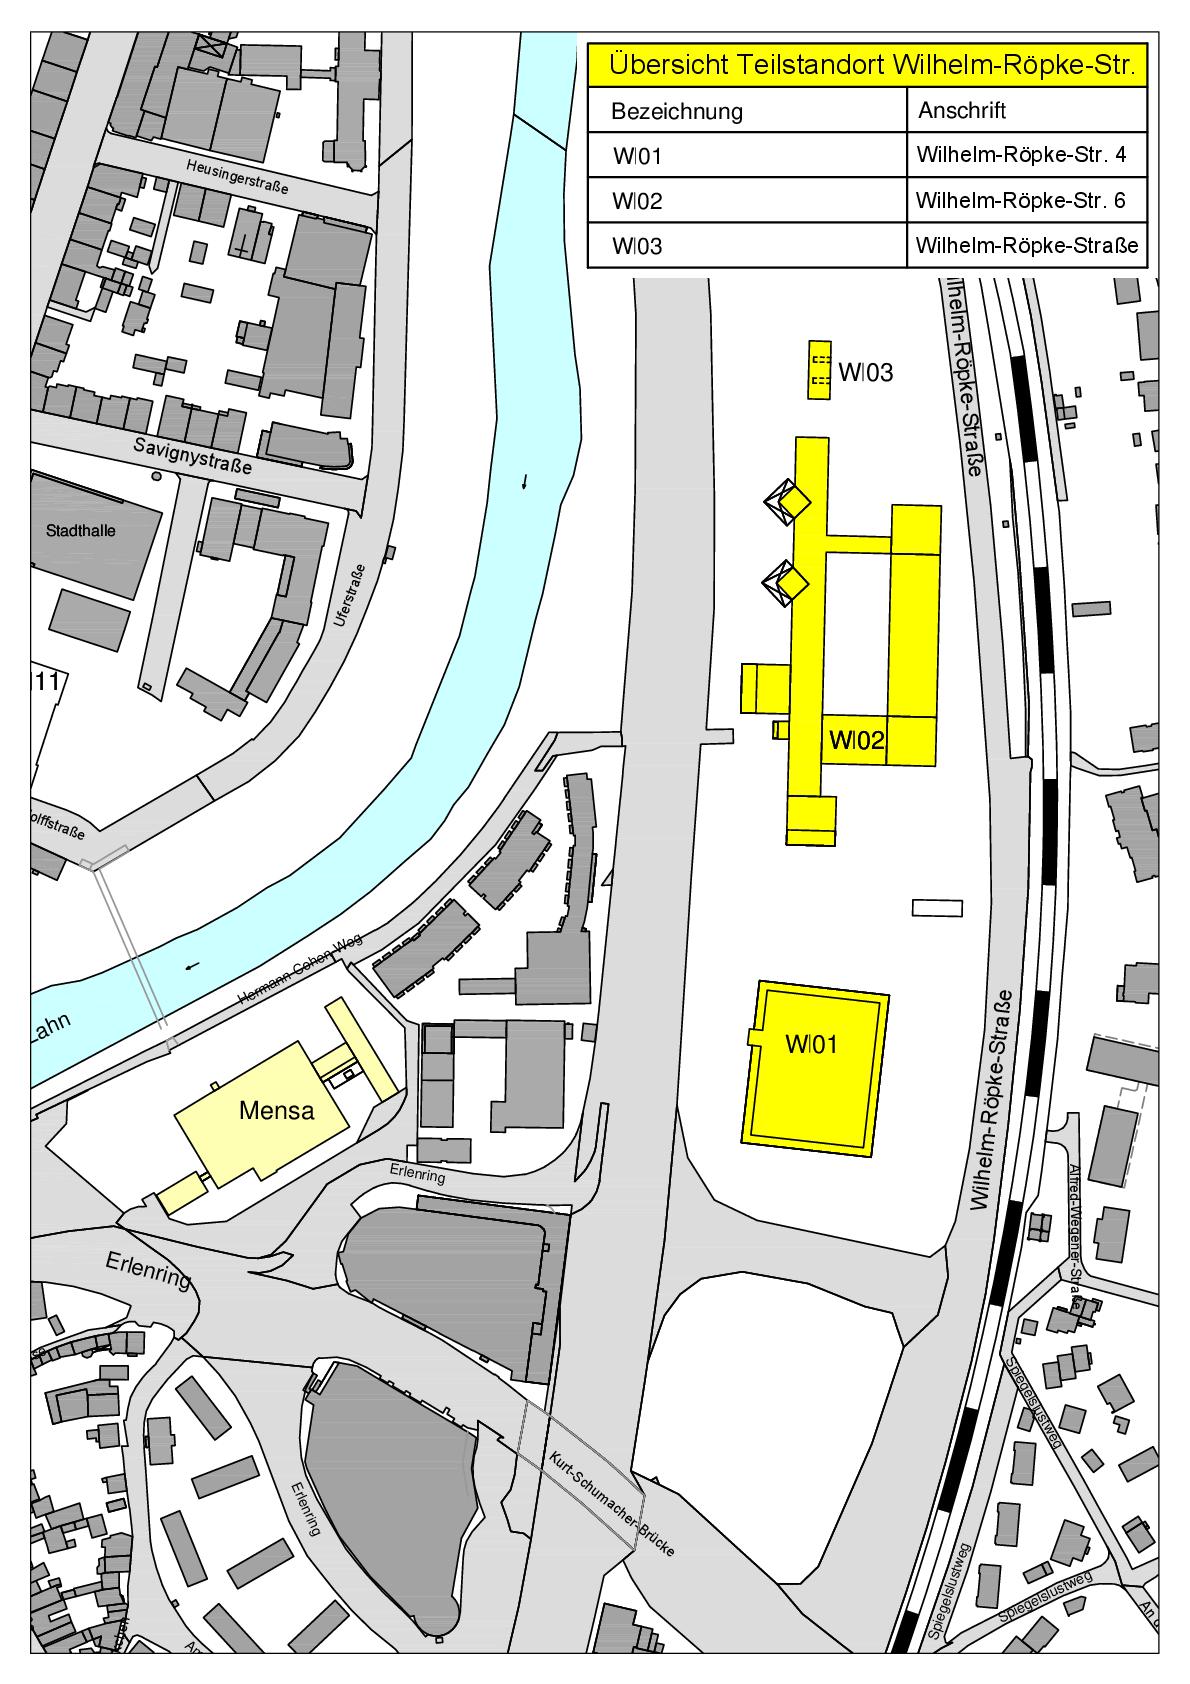 Übersicht Teilstandort Wilhelm-Röpke-Str.
Bezeichnung Anschrift
WI01 Wilhelm-Röpke-Str. 4
WI02 Wilhelm-Röpke-Str. 6
WI03 Wilhelm-Röpke-Straße
Heusingerstraße
lhelm-Röpke-Straße
WI03
Savignystraße
Stadthalle
Uferstraße
I11
WI02
olffstraße
Hermann-Cohen-Weg
Lahn
WI01
Wilhelm-Röpke-Straße
Mensa
Erlenring
Alfred-Wegener-Straße
Erlenring
Spiegelslustweg
Kurt-Schumacher-Brücke
Erlenring
Spiegelslustweg
Spiegelslustweg
An d